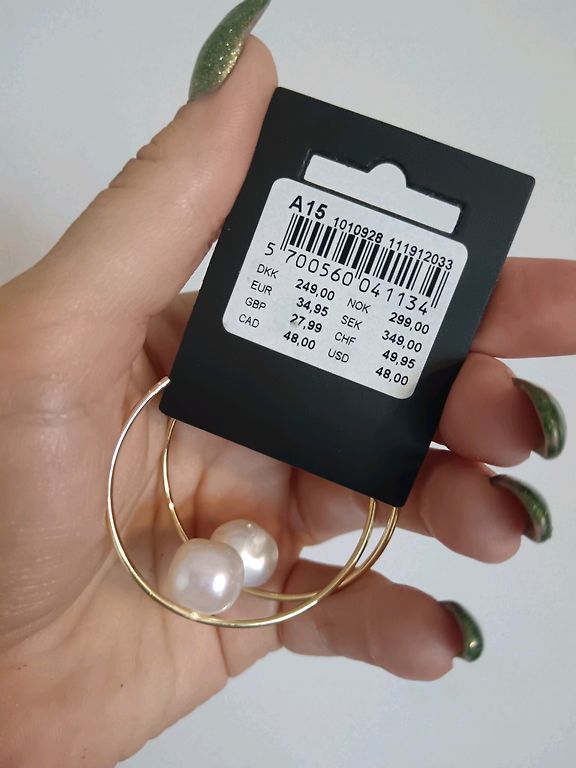 A15 1010928 111912033
5 700560 041134
DKK 249,00 NOK 299,00
EUR 34,95 SEK 349,00
GBP 27,99 CHF 49,95
CAD 48,00 USD 48,00